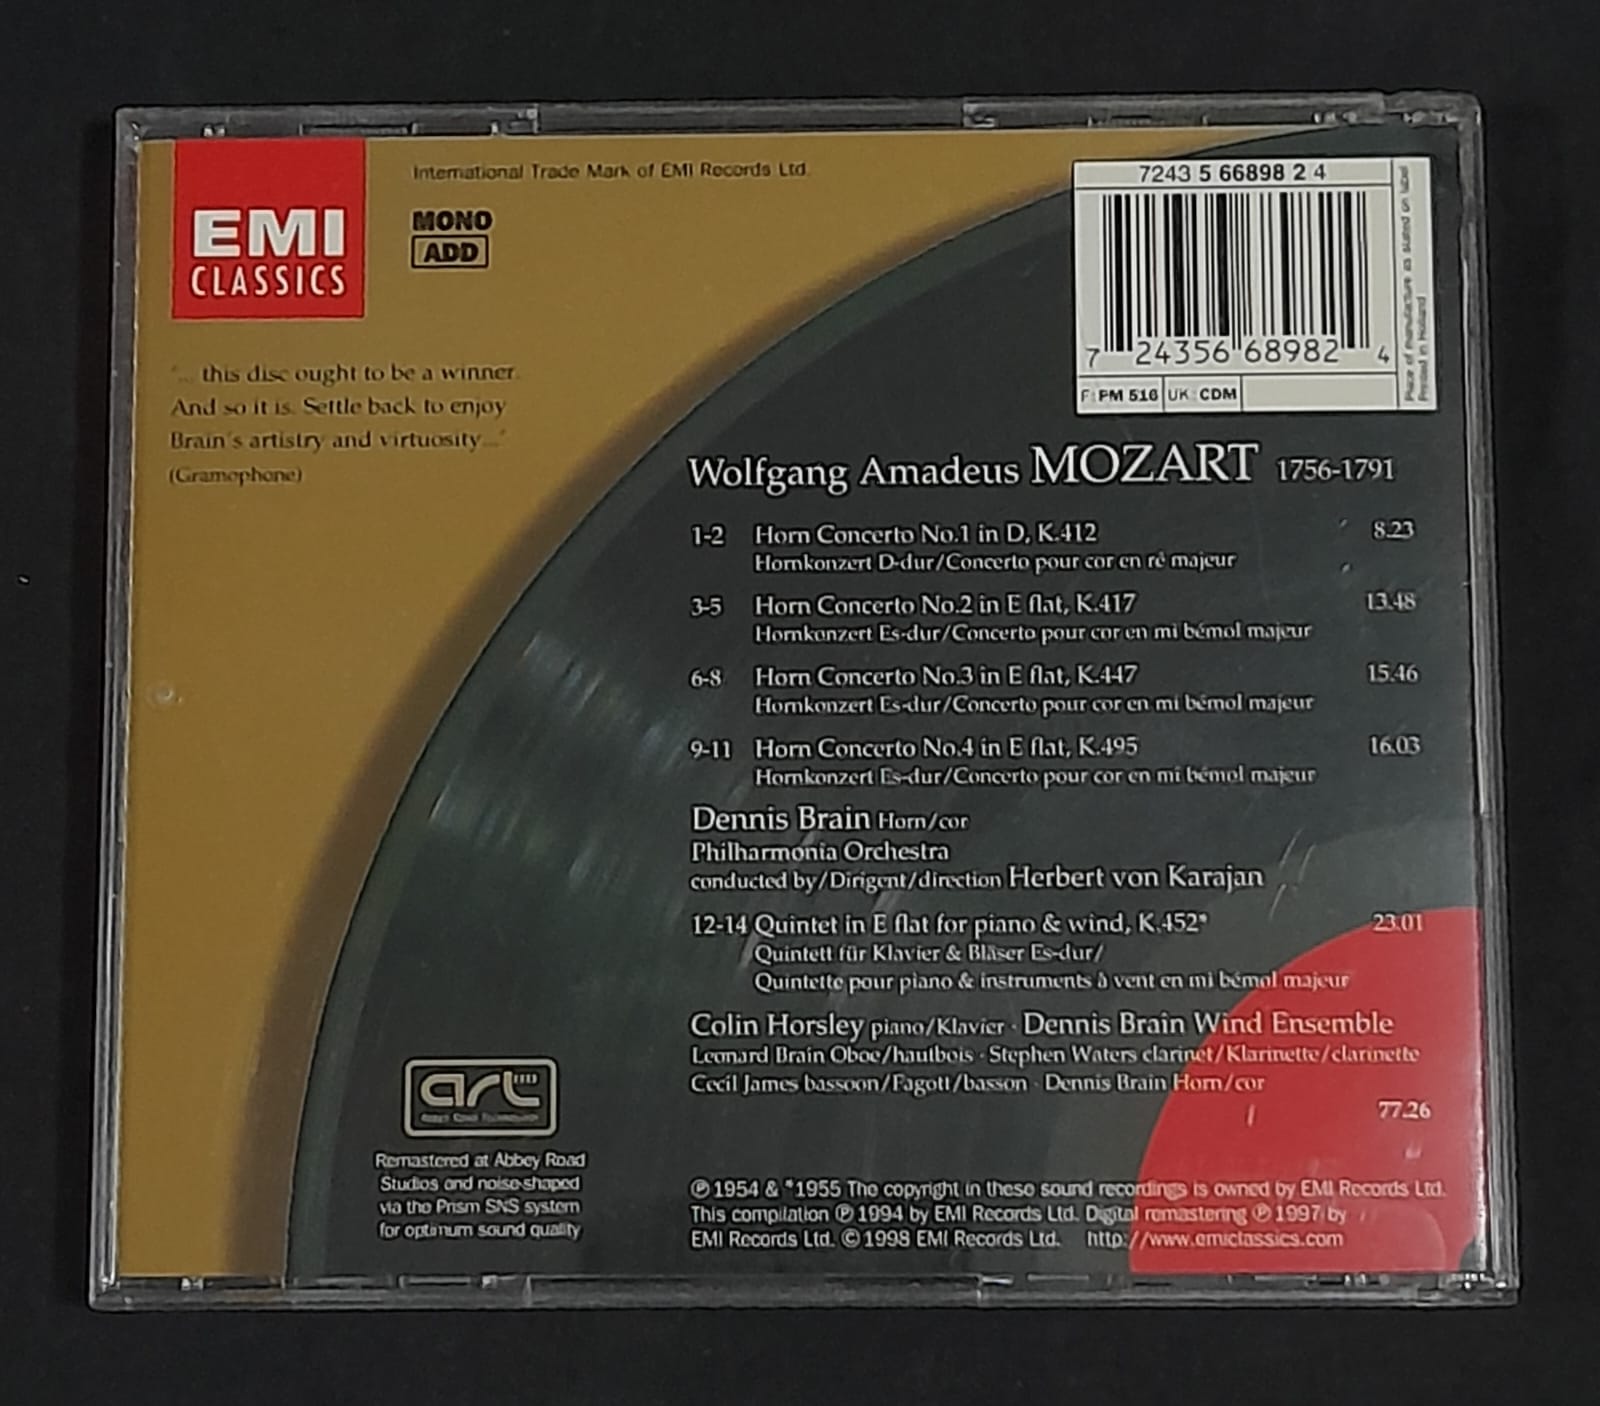 EMI
CLASSICS
International Trade Mark of EMI Records Ltd.
MONO
ADD
'... this disc ought to be a winner.
And so it is. Settle back to enjoy
Brain's artistry and virtuosity...'
(Gramophone)
7243 5 66898 2 4
7 24356 68982 4
F: PM 516 UK: CDM
Place of manufacture as stated on label
Printed in Holland
Wolfgang Amadeus MOZART 1756-1791
1-2 Horn Concerto No.1 in D, K.412 8.23
Hornkonzert D-dur/Concerto pour cor en ré majeur
3-5 Horn Concerto No.2 in E flat, K.417 13.48
Hornkonzert Es-dur/Concerto pour cor en mi bémol majeur
6-8 Horn Concerto No.3 in E flat, K.447 15.46
Hornkonzert Es-dur/Concerto pour cor en mi bémol majeur
9-11 Horn Concerto No.4 in E flat, K.495 16.03
Hornkonzert Es-dur/Concerto pour cor en mi bémol majeur
Dennis Brain Horn/cor
Philharmonia Orchestra
conducted by/Dirigent/direction Herbert von Karajan
12-14 Quintet in E flat for piano & wind, K.452* 23.01
Quintett für Klavier & Bläser Es-dur/
Quintette pour piano & instruments à vent en mi bémol majeur
Colin Horsley piano/Klavier · Dennis Brain Wind Ensemble
Leonard Brain Oboe/hautbois · Stephen Waters clarinet/Klarinette/clarinette
Cecil James bassoon/Fagott/basson · Dennis Brain Horn/cor
77.26
art
Remastered at Abbey Road
Studios and noise-shaped
via the Prism SNS system
for optimum sound quality
℗ 1954 & *1955 The copyright in these sound recordings is owned by EMI Records Ltd.
This compilation ℗ 1994 by EMI Records Ltd. Digital remastering ℗ 1997 by
EMI Records Ltd. © 1998 EMI Records Ltd. http://www.emiclassics.com